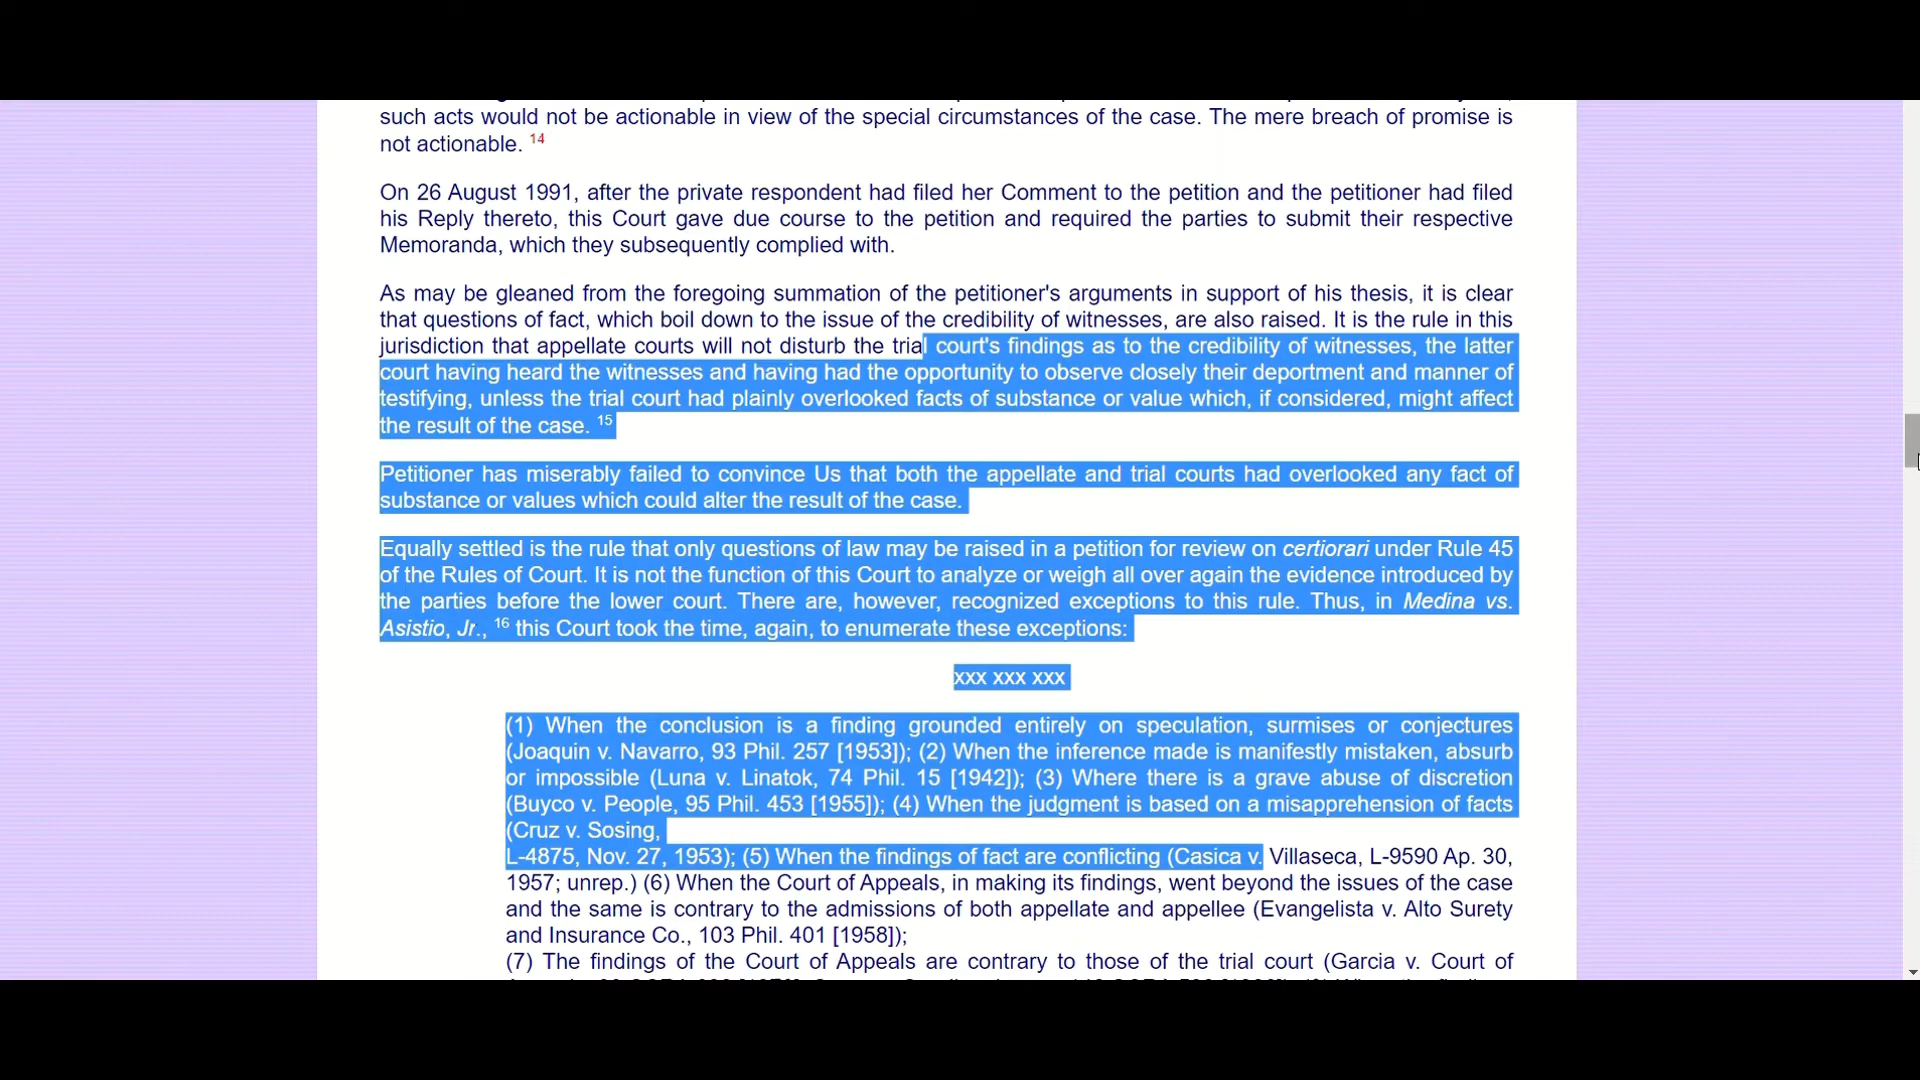 such acts would not be actionable in view of the special circumstances of the case. The mere breach of promise is
not actionable. 14
On 26 August 1991, after the private respondent had filed her Comment to the petition and the petitioner had filed
his Reply thereto, this Court gave due course to the petition and required the parties to submit their respective
Memoranda, which they subsequently complied with.
As may be gleaned from the foregoing summation of the petitioner's arguments in support of his thesis, it is clear
that questions of fact, which boil down to the issue of the credibility of witnesses, are also raised. It is the rule in this
jurisdiction that appellate courts will not disturb the trial court's findings as to the credibility of witnesses, the latter
court having heard the witnesses and having had the opportunity to observe closely their deportment and manner of
testifying, unless the trial court had plainly overlooked facts of substance or value which, if considered, might affect
the result of the case. 15
Petitioner has miserably failed to convince Us that both the appellate and trial courts had overlooked any fact of
substance or values which could alter the result of the case.
Equally settled is the rule that only questions of law may be raised in a petition for review on certiorari under Rule 45
of the Rules of Court. It is not the function of this Court to analyze or weigh all over again the evidence introduced by
the parties before the lower court. There are, however, recognized exceptions to this rule. Thus, in Medina vs.
Asistio, Jr., 16 this Court took the time, again, to enumerate these exceptions:
xxx xxx xxx
(1) When the conclusion is a finding grounded entirely on speculation, surmises or conjectures
(Joaquin v. Navarro, 93 Phil. 257 [1953]); (2) When the inference made is manifestly mistaken, absurb
or impossible (Luna v. Linatok, 74 Phil. 15 [1942]); (3) Where there is a grave abuse of discretion
(Buyco v. People, 95 Phil. 453 [1955]); (4) When the judgment is based on a misapprehension of facts
(Cruz v. Sosing,
L-4875, Nov. 27, 1953); (5) When the findings of fact are conflicting (Casica v. Villaseca, L-9590 Ap. 30,
1957; unrep.) (6) When the Court of Appeals, in making its findings, went beyond the issues of the case
and the same is contrary to the admissions of both appellate and appellee (Evangelista v. Alto Surety
and Insurance Co., 103 Phil. 401 [1958]);
(7) The findings of the Court of Appeals are contrary to those of the trial court (Garcia v. Court of